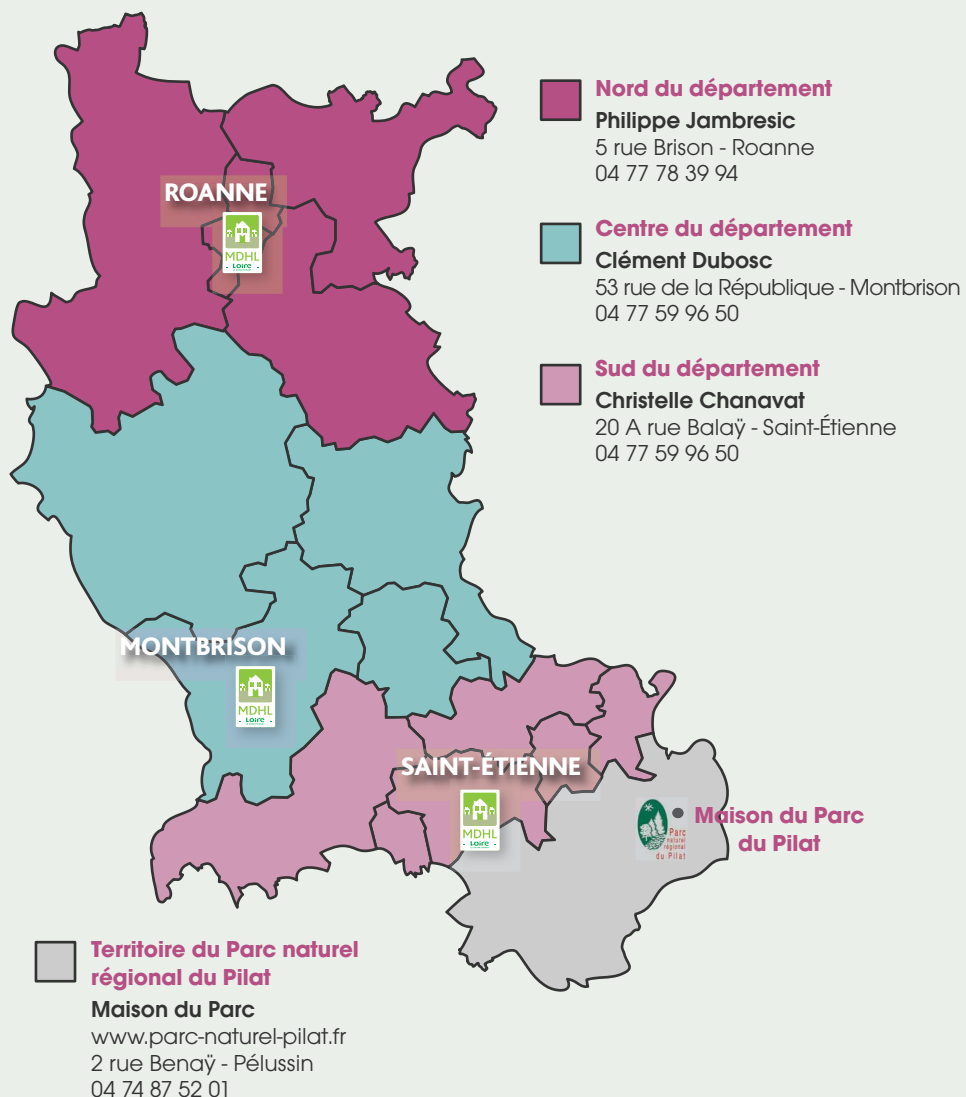 Nord du département
Philippe Jambresic
5 rue Brison - Roanne
04 77 78 39 94
Centre du département
Clément Dubosc
53 rue de la République - Montbrison
04 77 59 96 50
Sud du département
Christelle Chanavat
20 A rue Balaÿ - Saint-Étienne
04 77 59 96 50
ROANNE
MDHL
Loire
MONTBRISON
MDHL
Loire
SAINT-ÉTIENNE
MDHL
Loire
Parc
naturel
régional
du Pilat
Maison du Parc
du Pilat
Territoire du Parc naturel
régional du Pilat
Maison du Parc
www.parc-naturel-pilat.fr
2 rue Benaÿ - Pélussin
04 74 87 52 01